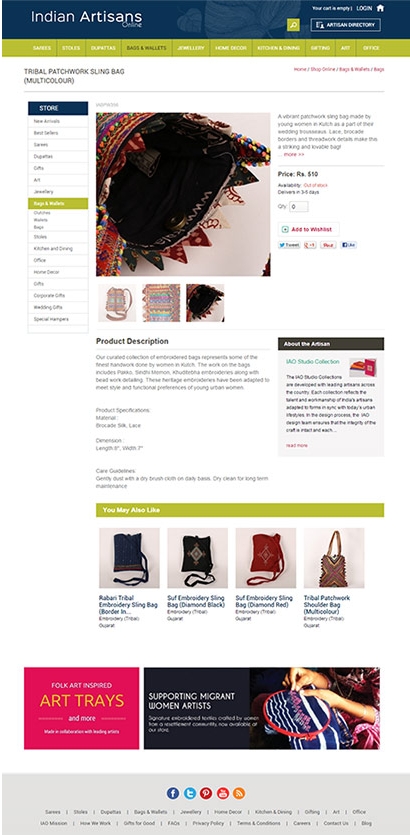 Indian Artisans
Online
Your cart is empty | LOGIN
ARTISAN DIRECTORY
SAREES STOLES DUPATTAS BAGS & WALLETS JEWELLERY HOME DECOR KITCHEN & DINING GIFTING ART OFFICE
TRIBAL PATCHWORK SLING BAG
(MULTICOLOUR)
Home / Shop Online / Bags & Wallets / Bags
STORE
New Arrivals
Best Sellers
Sarees
Dupattas
Gifts
Art
Jewellery
Bags & Wallets
Clutches
Wallets
Bags
Stoles
Kitchen and Dining
Office
Home Decor
Gifts
Corporate Gifts
Wedding Gifts
Special Hampers
A vibrant patchwork sling bag made by
young women in Kutch as a part of their
wedding trousseaus. Lace, brocade
borders and threadwork details make this
a striking and lovable bag!
... more >>
Price: Rs. 510
Availability: Out of stock
Delivers in 3-5 days
Qty: 0
Add to Wishlist
Tweet +1 Pinit Like
Product Description
Our curated collection of embroidered bags represents some of the
finest handwork done by women in Kutch. The work on the bags
includes Pakko, Sindhi Hemon, Khuditebha embroideries along with
bead work detailing. These heritage embroideries have been adapted to
meet style and functional preferences of young urban women.
Product Specifications:
Material :
Brocade Silk, Lace
Dimension :
Length:8", Width:7"
Care Guidelines
Gently dust with a dry brush cloth on daily basis. Dry clean for long term
maintenance
About the Artisan
IAO Studio Collection
The IAO Studio Collections
are developed with leading artisans across
the country. Each collection reflects the
talent and workmanship of India's artisans
adapted to forms in sync with today's urban
lifestyles. In the design process, the IAO
design team ensures that the integrity of the
craft is intact and each....
read more
You May Also Like
Rabari Tribal
Embroidery Sling Bag
(Border In...
Embroidery (Tribal)
Gujarat
Suf Embroidery Sling
Bag (Diamond Black)
Embroidery (Tribal)
Gujarat
Suf Embroidery Sling
Bag (Diamond Red)
Embroidery (Tribal)
Gujarat
Tribal Patchwork
Shoulder Bag
(Multicolour)
Embroidery (Tribal)
Gujarat
FOLK ART INSPIRED
ART TRAYS
and more
Made in collaboration with leading artists
SUPPORTING MIGRANT
WOMEN ARTISTS
Signature embroidered textiles crafted by women
from a resettlement community, now available at
our store.
Sarees | Stoles | Dupattas | Bags & Wallets | Jewellery | Home Decor | Kitchen & Dining | Gifting | Art | Office
IAO Mission | How We Work | Gifts for Good | FAQs | Privacy Policy | Terms & Conditions | Careers | Contact Us | Blog